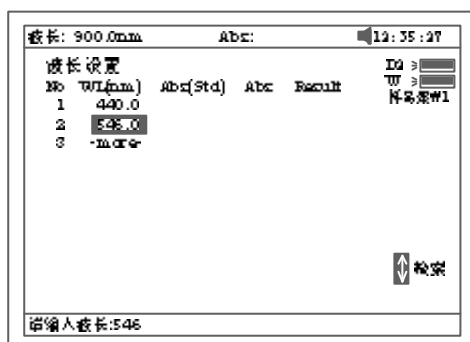 波长: 900.0nm Abs: 12:35:27
波长设置 D2
No WL(nm) Abs(Std) Abs Result W
1 440.0 样品架#1
2 546.0
3 -more-
检索
请输入波长:546